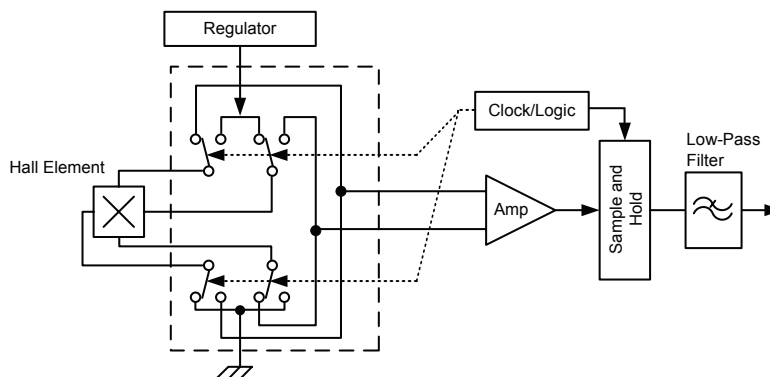 Regulator
Clock/Logic
Low-Pass
Filter
Hall Element
Amp
Sample and
Hold